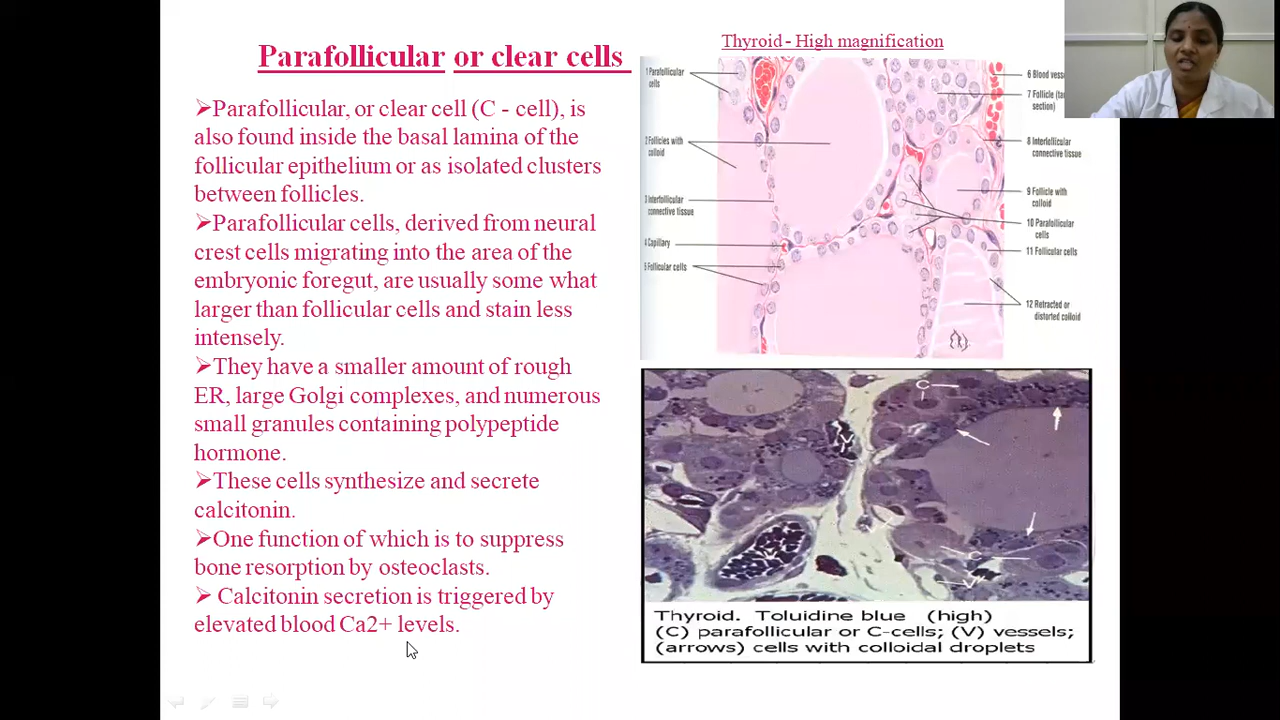 Parafollicular or clear cells
➢Parafollicular, or clear cell (C - cell), is
also found inside the basal lamina of the
follicular epithelium or as isolated clusters
between follicles.
➢Parafollicular cells, derived from neural
crest cells migrating into the area of the
embryonic foregut, are usually some what
larger than follicular cells and stain less
intensely.
➢They have a smaller amount of rough
ER, large Golgi complexes, and numerous
small granules containing polypeptide
hormone.
➢These cells synthesize and secrete
calcitonin.
➢One function of which is to suppress
bone resorption by osteoclasts.
➢ Calcitonin secretion is triggered by
elevated blood Ca2+ levels.
Thyroid - High magnification
1 Parafollicular
cells
2 Follicles with
colloid
3 Interfollicular
connective tissue
4 Capillary
5 Follicular cells
6 Blood
7 Follicle
section)
8 Interfollicular
connective tissue
9 Follicle with
colloid
10 Parafollicular
cells
11 Follicular cells
12 Retracted or
distorted colloid
C
V
V
V
C
V
Thyroid. Toluidine blue (high)
(C) parafollicular or C-cells; (V) vessels;
(arrows) cells with colloidal droplets